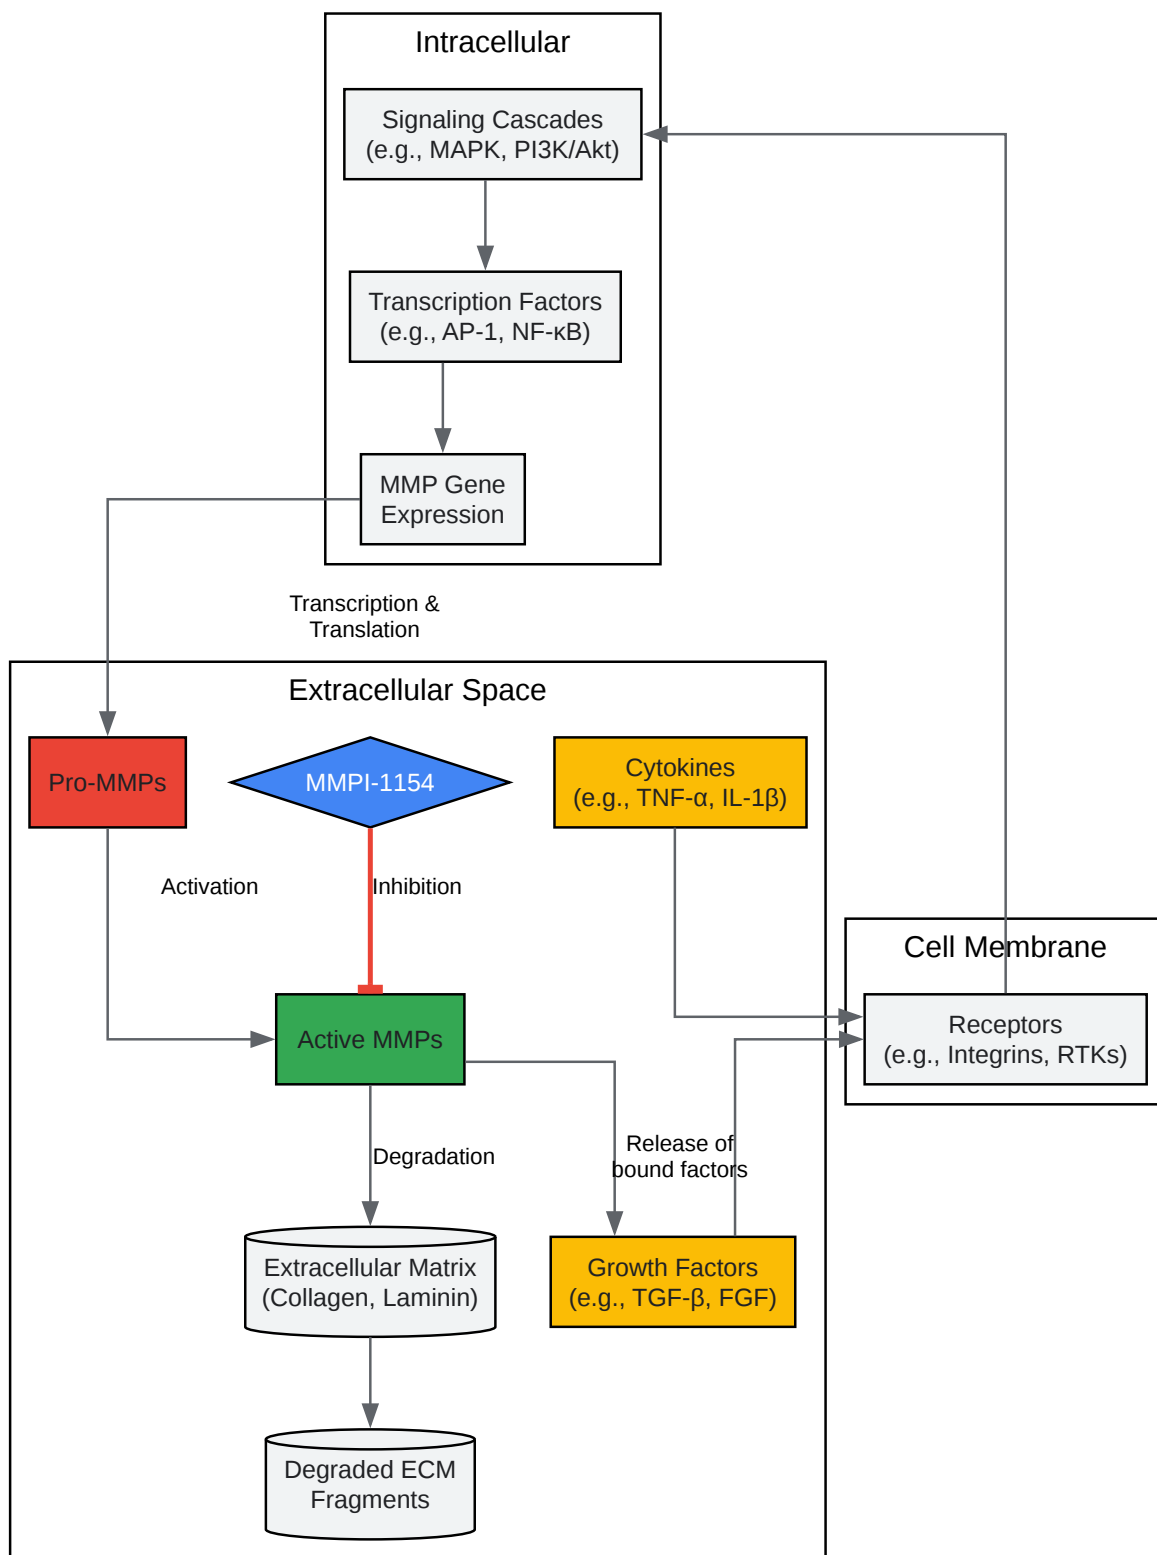 Intracellular
Signaling Cascades
(e.g., MAPK, PI3K/Akt)
Transcription Factors
(e.g., AP-1, NF-κB)
MMP Gene
Expression
Transcription &
Translation
Extracellular Space
Pro-MMPs
MMPI-1154
Cytokines
(e.g., TNF-α, IL-1β)
Activation
Inhibition
Cell Membrane
Active MMPs
Receptors
(e.g., Integrins, RTKs)
Degradation
Release of
bound factors
Extracellular Matrix
(Collagen, Laminin)
Growth Factors
(e.g., TGF-β, FGF)
Degraded ECM
Fragments